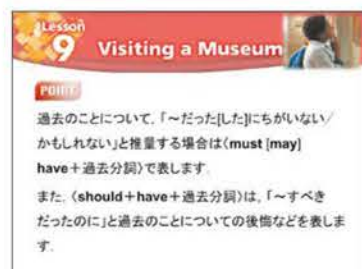 Lesson
9 Visiting a Museum
POINT
過去のことについて，「～だった[した]にちがいない／
かもしれない」と推量する場合は〈must [may]
have＋過去分詞〉で表します．
また，〈should＋have＋過去分詞〉は，「～すべき
だったのに」と過去のことについての後悔などを表しま
す．